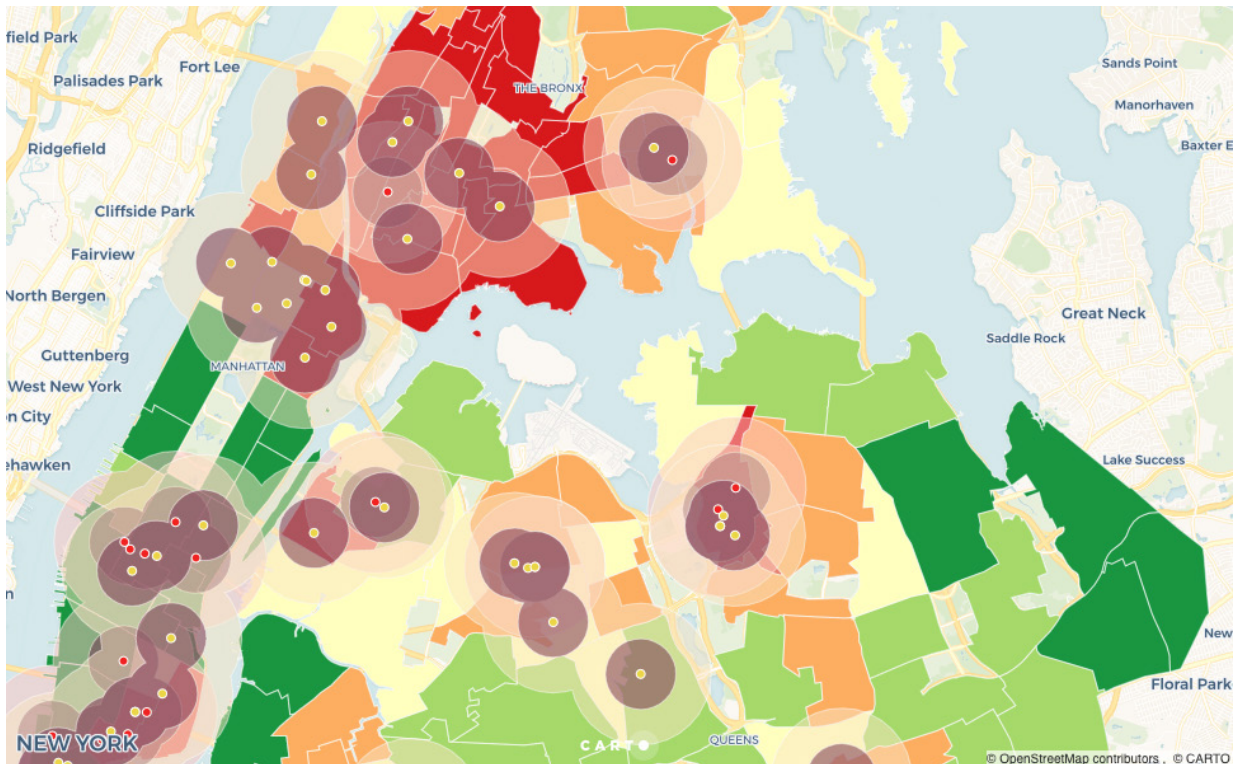 field Park
Palisades Park
Fort Lee
Sands Point
THE BRONX
Manorhaven
Ridgefield
Baxter E
Cliffside Park
Fairview
North Bergen
Great Neck
Saddle Rock
Guttenberg
MANHATTAN
West New York
on City
ehawken
Lake Success
n
New
Floral Park
NEW YORK
CARTO
QUEENS
© OpenStreetMap contributors , © CARTO